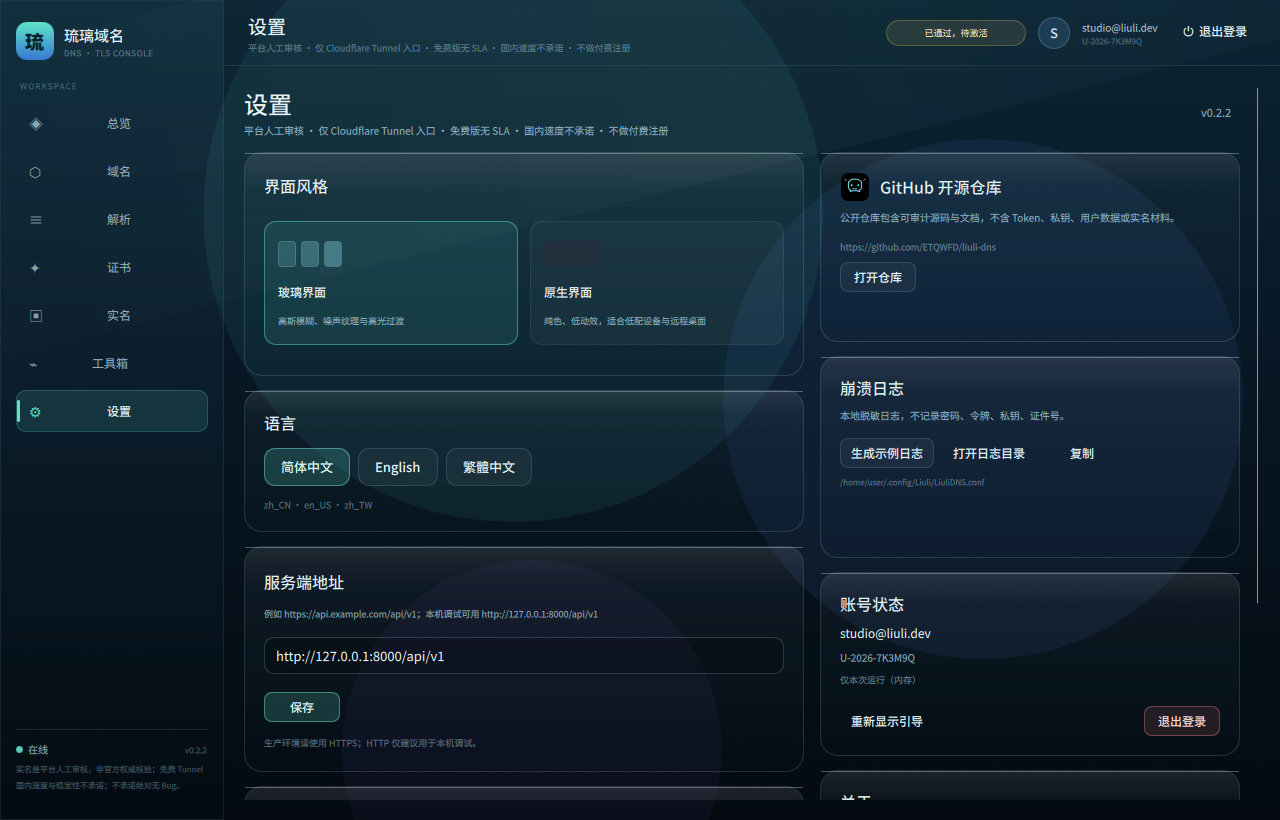 琉
琉璃域名
DNS · TLS CONSOLE
WORKSPACE
总览
域名
解析
证书
实名
工具箱
设置
在线
v0.2.2
实名是平台人工审核，非官方权威核验；免费 Tunnel
国内速度与稳定性不承诺；不承诺绝对无 Bug。
设置
平台人工审核 · 仅 Cloudflare Tunnel 入口 · 免费版无 SLA · 国内速度不承诺 · 不做付费注册
已通过，待激活
S
studio@liuli.dev
U-2026-7K3M9Q
退出登录
设置
平台人工审核 · 仅 Cloudflare Tunnel 入口 · 免费版无 SLA · 国内速度不承诺 · 不做付费注册
v0.2.2
界面风格
玻璃界面
高斯模糊、噪声纹理与高光过渡
原生界面
纯色、低动效，适合低配设备与远程桌面
语言
简体中文
English
繁體中文
zh_CN · en_US · zh_TW
服务端地址
例如 https://api.example.com/api/v1；本机调试可用 http://127.0.0.1:8000/api/v1
http://127.0.0.1:8000/api/v1
保存
生产环境请使用 HTTPS；HTTP 仅建议用于本机调试。
GitHub 开源仓库
公开仓库包含可审计源码与文档，不含 Token、私钥、用户数据或实名材料。
https://github.com/ETQWFD/liuli-dns
打开仓库
崩溃日志
本地脱敏日志，不记录密码、令牌、私钥、证件号。
生成示例日志
打开日志目录
复制
/home/user/.config/Liuli/LiuliDNS.conf
账号状态
studio@liuli.dev
U-2026-7K3M9Q
仅本次运行（内存）
重新显示引导
退出登录